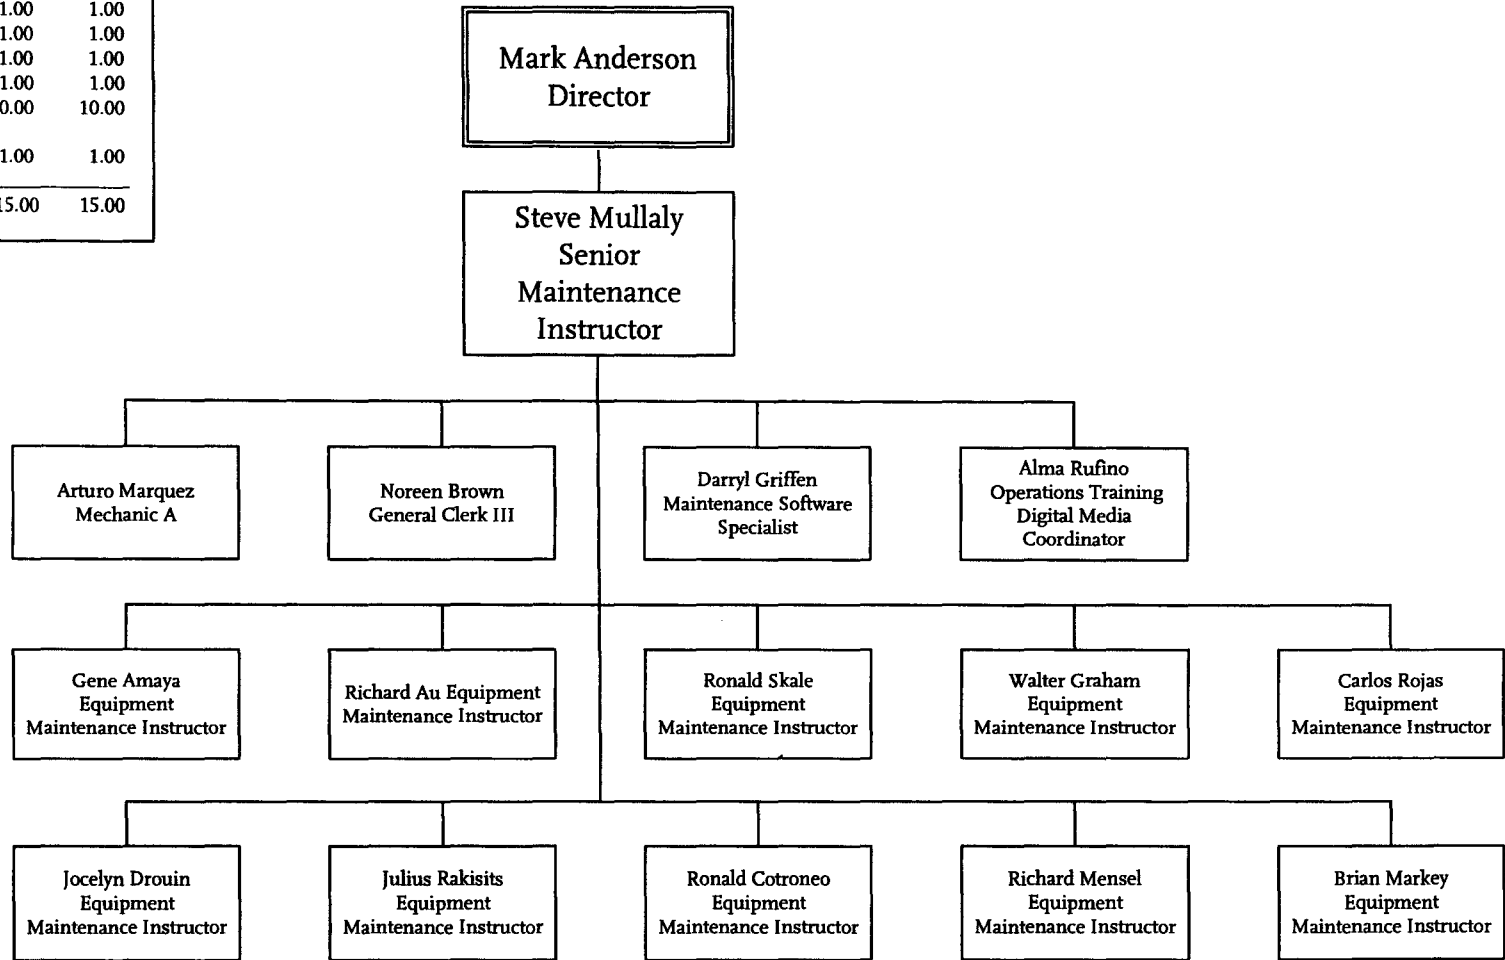 1.00 1.00
1.00 1.00
1.00 1.00
1.00 1.00
0.00 10.00
1.00 1.00
15.00 15.00
Mark Anderson
Director
Steve Mullaly
Senior
Maintenance
Instructor
Arturo Marquez
Mechanic A
Noreen Brown
General Clerk III
Darryl Griffen
Maintenance Software
Specialist
Alma Rufino
Operations Training
Digital Media
Coordinator
Gene Amaya
Equipment
Maintenance Instructor
Richard Au Equipment
Maintenance Instructor
Ronald Skale
Equipment
Maintenance Instructor
Walter Graham
Equipment
Maintenance Instructor
Carlos Rojas
Equipment
Maintenance Instructor
Jocelyn Drouin
Equipment
Maintenance Instructor
Julius Rakisits
Equipment
Maintenance Instructor
Ronald Cotroneo
Equipment
Maintenance Instructor
Richard Mensel
Equipment
Maintenance Instructor
Brian Markey
Equipment
Maintenance Instructor